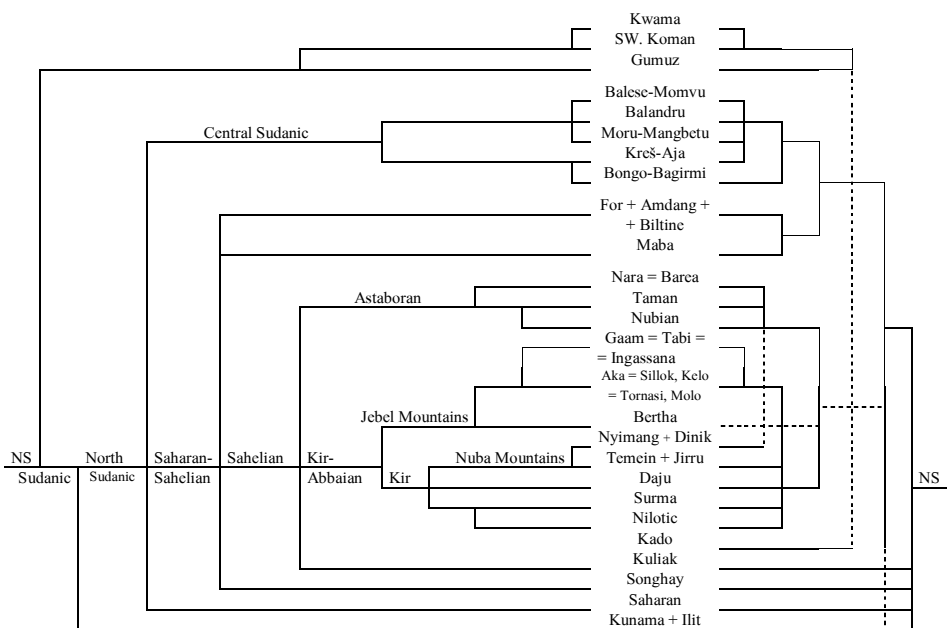 Kwama
SW. Koman
Gumuz
Balese-Momvu
Balandru
Central Sudanic
Moru-Mangbetu
Kreš-Aja
Bongo-Bagirmi
For + Amdang +
+ Biltine
Maba
Nara = Barea
Astaboran
Taman
Nubian
Gaam = Tabi =
= Ingassana
Aka = Sillok, Kelo
= Tornasi, Molo
Jebel Mountains
Bertha
Nyimang + Dinik
NS
North
Saharan-
Sahelian
Kir-
Nuba Mountains
Temein + Jirru
Sudanic
Sudanic
Sahelian
Abbaian
Kir
Daju
NS
Surma
Nilotic
Kado
Kuliak
Songhay
Saharan
Kunama + Ilit